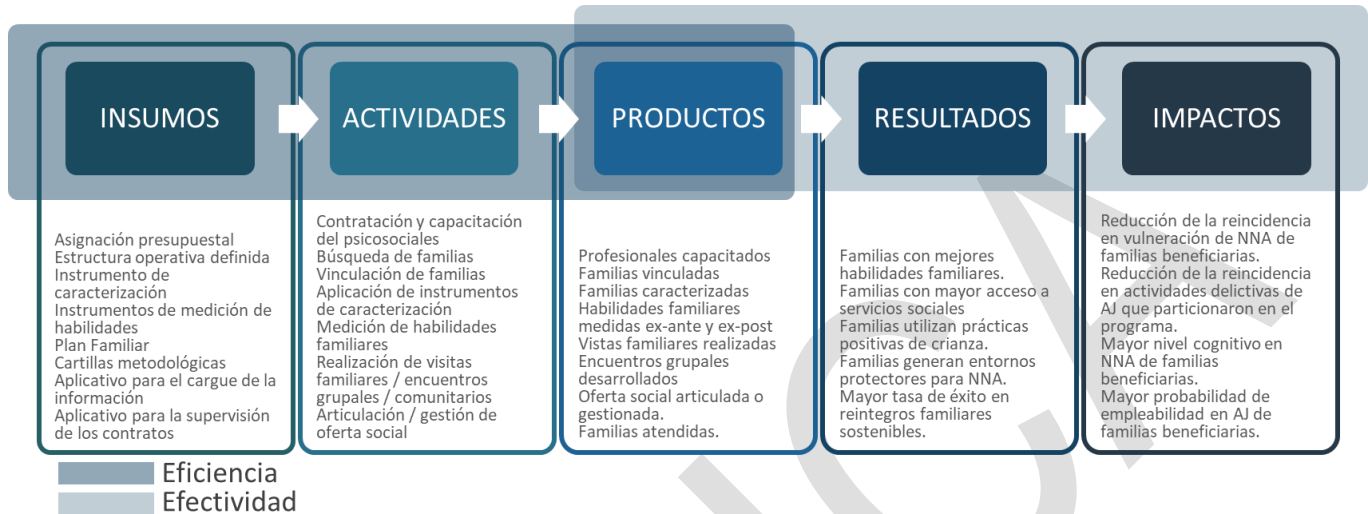 INSUMOS
Asignación presupuestal
Estructura operativa definida
Instrumento de
caracterización
Instrumentos de medición de
habilidades
Plan Familiar
Cartillas metodológicas
Aplicativo para el cargue de la
información
Aplicativo para la supervisión
de los contratos
ACTIVIDADES
Contratación y capacitación
del psicosociales
Búsqueda de familias
Vinculación de familias
Aplicación de instrumentos
de caracterización
Medición de habilidades
familiares
Realización de visitas
familiares / encuentros
grupales / comunitarios
Articulación / gestión de
oferta social
PRODUCTOS
Profesionales capacitados
Familias vinculadas
Familias caracterizadas
Habilidades familiares
medidas ex-ante y ex-post
Vistas familiares realizadas
Encuentros grupales
desarrollados
Oferta social articulada o
gestionada.
Familias atendidas.
RESULTADOS
Familias con mejores
habilidades familiares.
Familias con mayor acceso a
servicios sociales
Familias utilizan prácticas
positivas de crianza.
Familias generan entornos
protectores para NNA.
Mayor tasa de éxito en
reintegros familiares
sostenibles.
IMPACTOS
Reducción de la reincidencia
en vulneración de NNA de
familias beneficiarias.
Reducción de la reincidencia
en actividades delictivas de
AJ que particionaron en el
programa.
Mayor nivel cognitivo en
NNA de familias
beneficiarias.
Mayor probabilidad de
empleabilidad en AJ de
familias beneficiarias.
Eficiencia
Efectividad